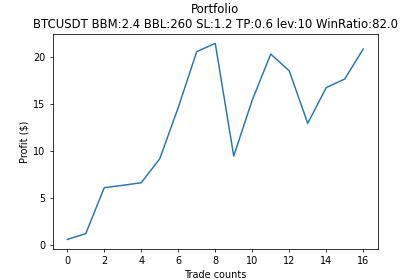 Portfolio
BTCUSDT BBM:2.4 BBL:260 SL:1.2 TP:0.6 lev:10 WinRatio:82.0
20
15
10
5
0
Profit ($)
0 2 4 6 8 10 12 14 16
Trade counts